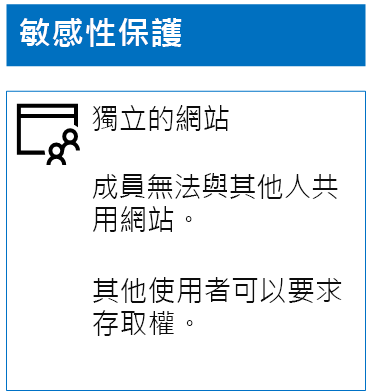 敏感性保護
獨立的網站
成員無法與其他人共
用網站。
其他使用者可以要求
存取權。